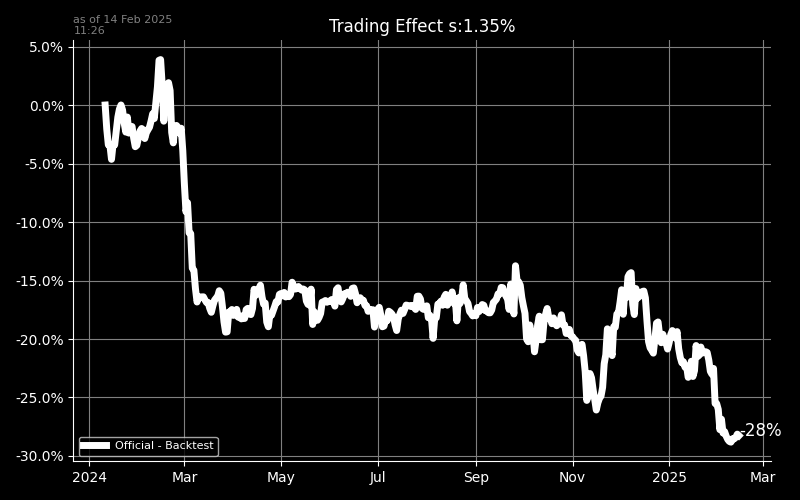 as of 14 Feb 2025
11:26
Trading Effect s:1.35%
5.0%
0.0%
-5.0%
-10.0%
-15.0%
-20.0%
-25.0%
-30.0%
-28%
Official - Backtest
2024 Mar May Jul Sep Nov 2025 Mar